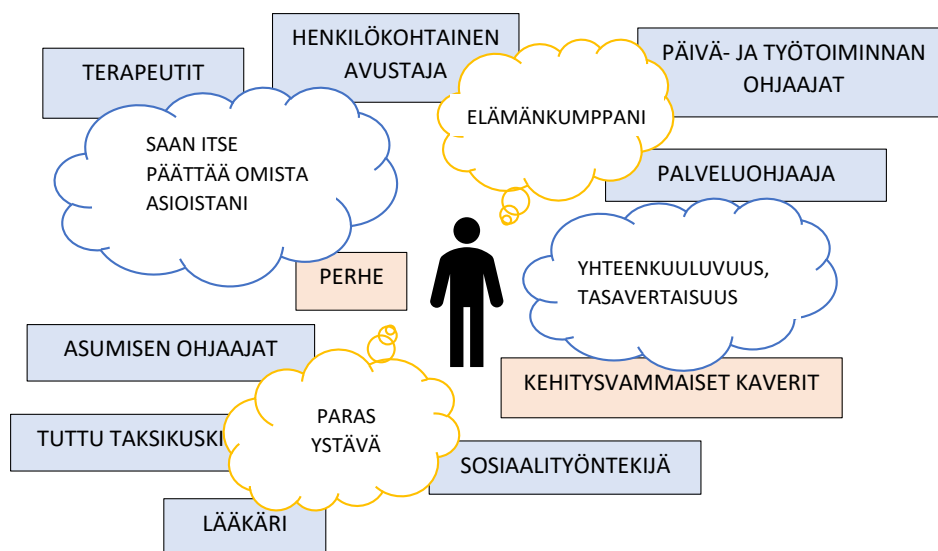 HENKILÖKOHTAINEN
AVUSTAJA
TERAPEUTIT
PÄIVÄ- JA TYÖTOIMINNAN
OHJAAJAT
ELÄMÄNKUMPPANI
SAAN ITSE
PÄÄTTÄÄ OMISTA
ASIOISTANI
PALVELUOHJAAJA
YHTEENKUULUVUUS,
TASAVERTAISUUS
PERHE
ASUMISEN OHJAAJAT
KEHITYSVAMMAISET KAVERIT
PARAS
YSTÄVÄ
TUTTU TAKSIKUSKI
SOSIAALITYÖNTEKIJÄ
LÄÄKÄRI